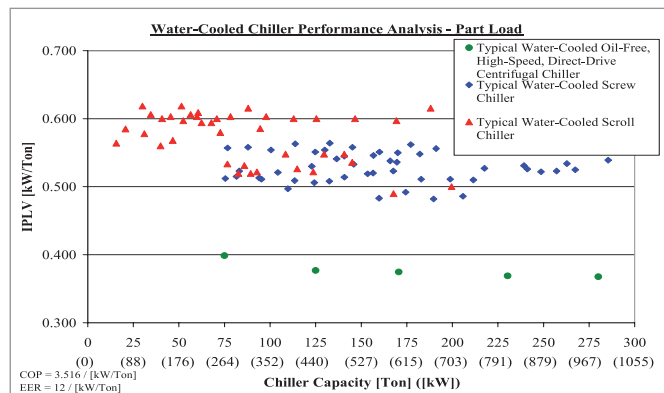 Water-Cooled Chiller Performance Analysis - Part Load
0.700
0.600
0.500
0.400
0.300
IPLV [kW/Ton]
Typical Water-Cooled Oil-Free,
High-Speed, Direct-Drive
Centrifugal Chiller
Typical Water-Cooled Screw
Chiller
Typical Water-Cooled Scroll
Chiller
0 25 50 75 100 125 150 175 200 225 250 275 300
(0) (88) (176) (264) (352) (440) (527) (615) (703) (791) (879) (967) (1055)
Chiller Capacity [Ton] ([kW])
COP = 3.516 / [kW/Ton]
EER = 12 / [kW/Ton]